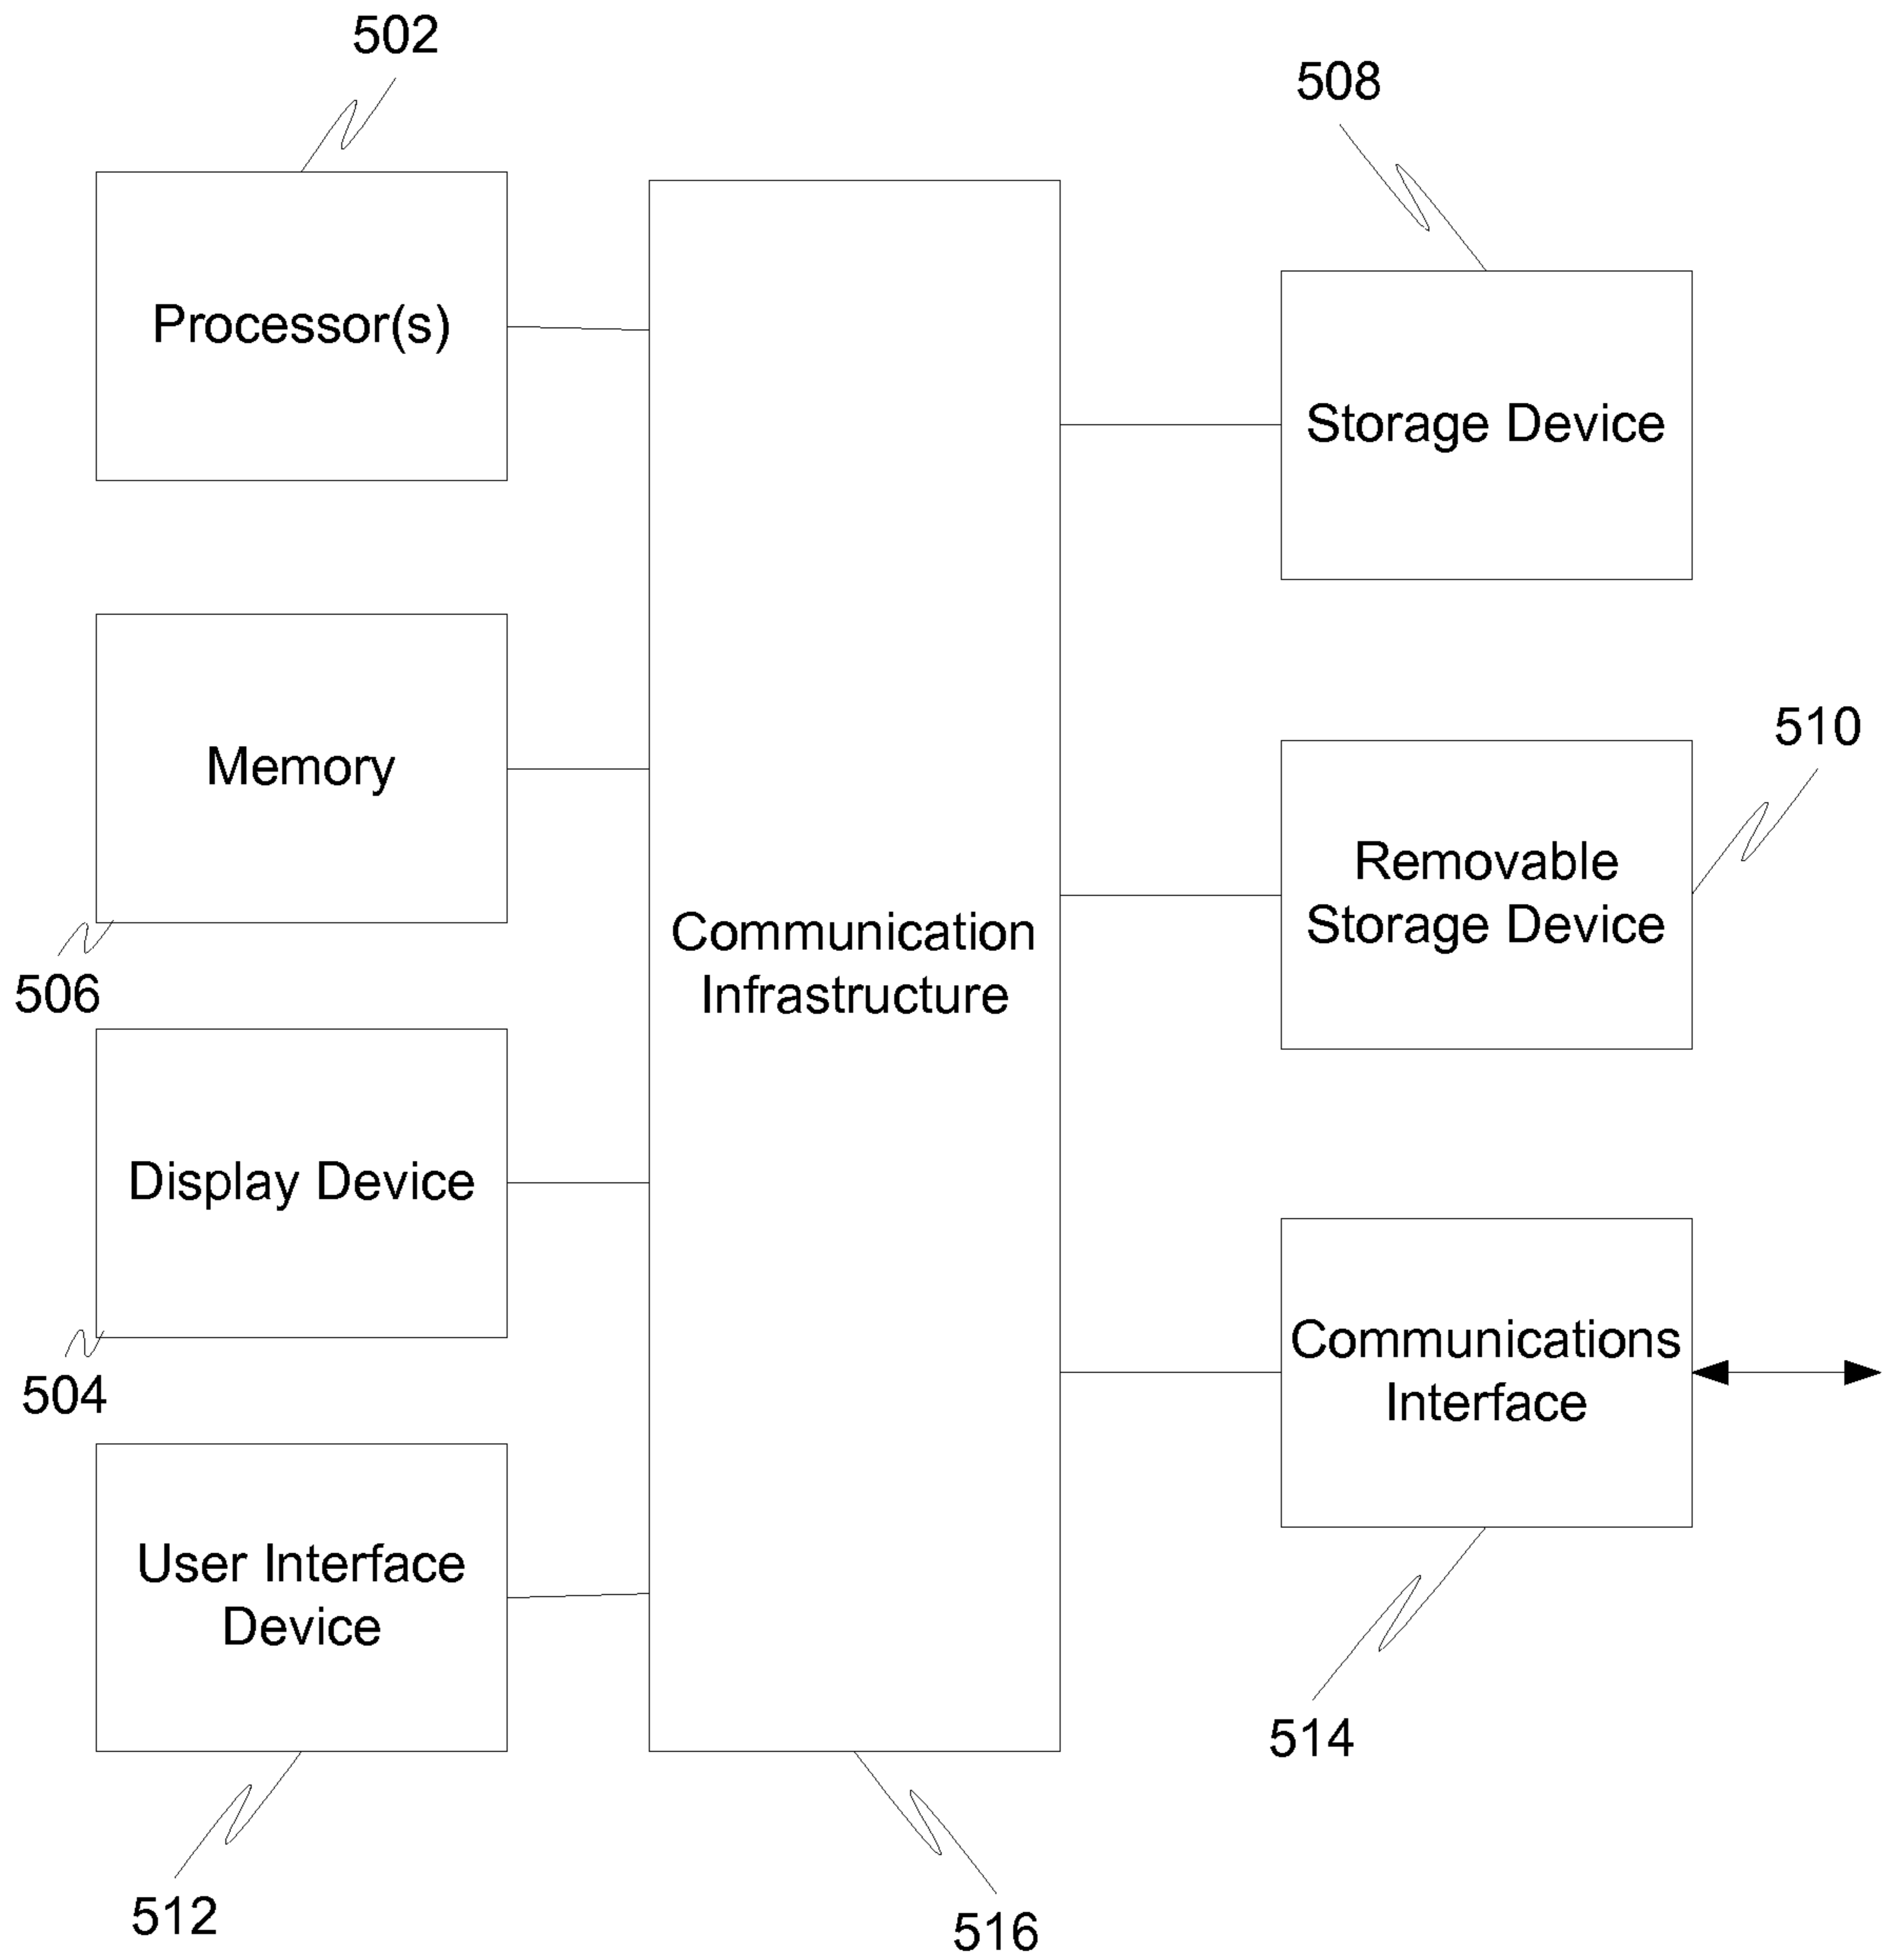 502
508
Processor(s)
Storage Device
Memory
510
Removable
Storage Device
Communication
Infrastructure
506
Display Device
Communications
Interface
504
User Interface
Device
514
512
516